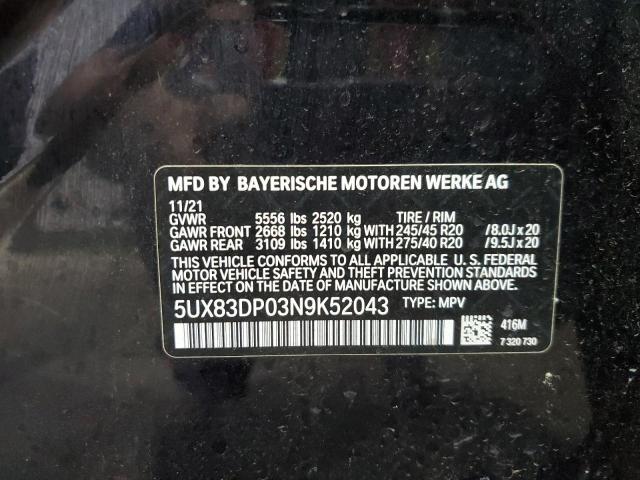 MFD BY BAYERISCHE MOTOREN WERKE AG
11/21
GVWR 5556 lbs 2520 kg TIRE / RIM
GAWR FRONT 2668 lbs 1210 kg WITH 245/45 R20 /8.0J x 20
GAWR REAR 3109 lbs 1410 kg WITH 275/40 R20 /9.5J x 20
THIS VEHICLE CONFORMS TO ALL APPLICABLE U. S. FEDERAL
MOTOR VEHICLE SAFETY, BUMPER, AND THEFT PREVENTION STANDARDS
IN EFFECT ON THE DATE OF MANUFACTURE SHOWN ABOVE.
5UX83DP03N9K52043 TYPE: MPV
416M
7 320 730